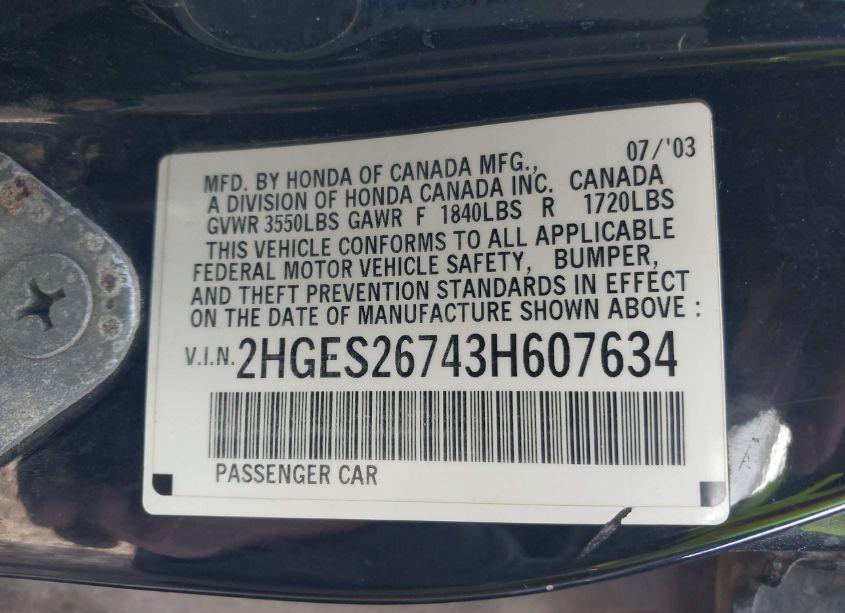 07/'03
MFD. BY HONDA OF CANADA MFG.,
A DIVISION OF HONDA CANADA INC. CANADA
GVWR 3550LBS GAWR F 1840LBS R 1720LBS
THIS VEHICLE CONFORMS TO ALL APPLICABLE
FEDERAL MOTOR VEHICLE SAFETY, BUMPER,
AND THEFT PREVENTION STANDARDS IN EFFECT
ON THE DATE OF MANUFACTURE SHOWN ABOVE :
V.I.N. 2HGES26743H607634
PASSENGER CAR